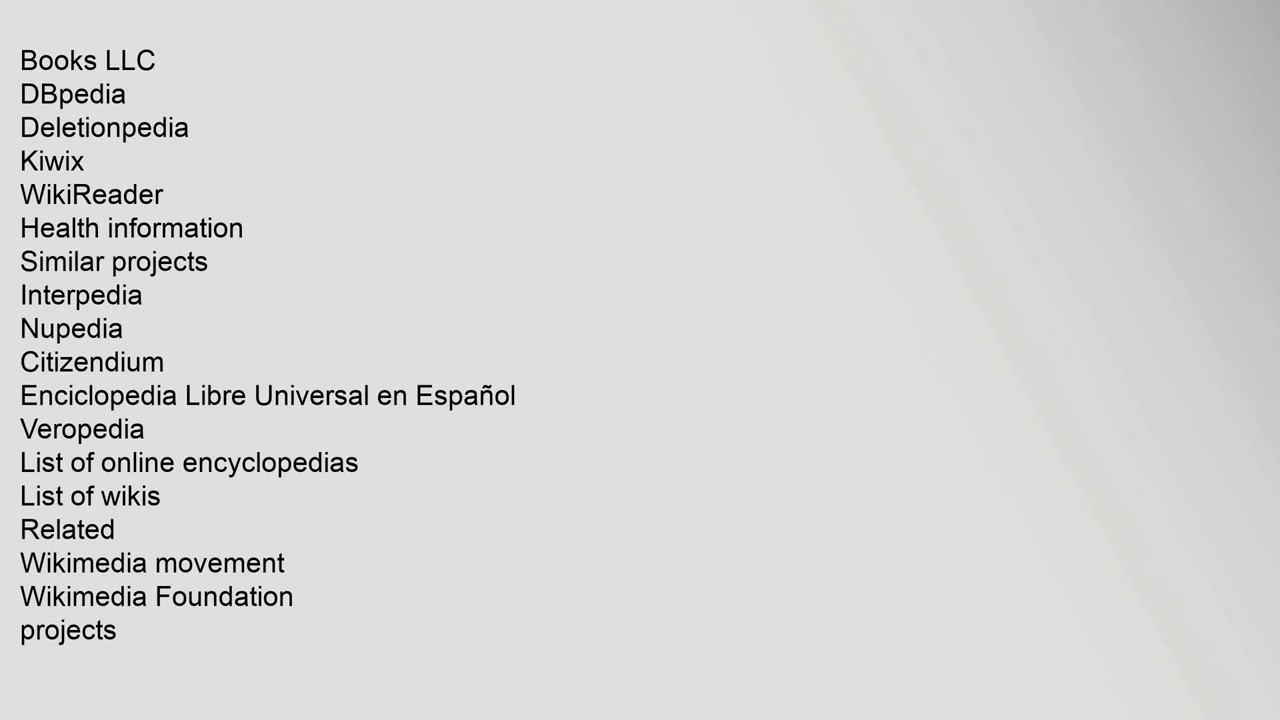 Books LLC
DBpedia
Deletionpedia
Kiwix
WikiReader
Health information
Similar projects
Interpedia
Nupedia
Citizendium
Enciclopedia Libre Universal en Español
Veropedia
List of online encyclopedias
List of wikis
Related
Wikimedia movement
Wikimedia Foundation
projects